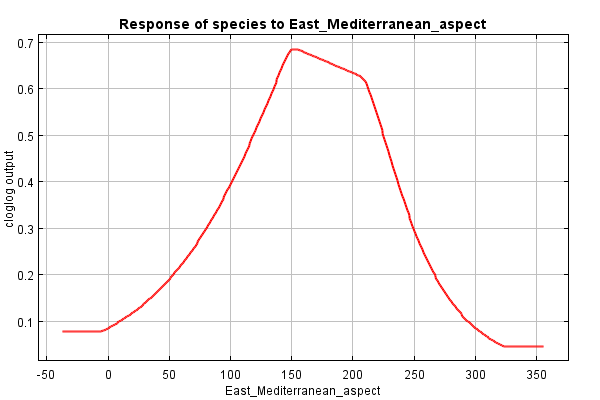 Response of species to East_Mediterranean_aspect
0.7
0.6
0.5
0.4
0.3
0.2
0.1
cloglog output
-50 0 50 100 150 200 250 300 350
East_Mediterranean_aspect